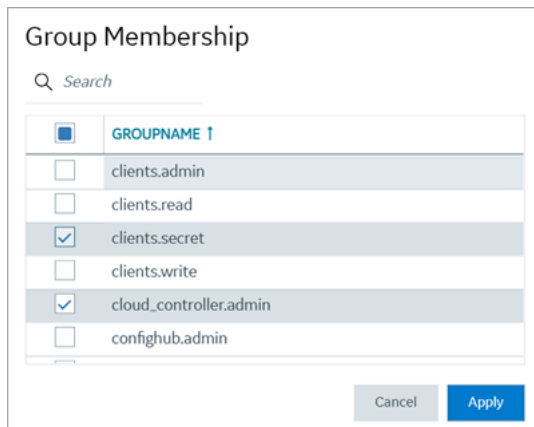 Group Membership
Search
GROUPNAME ↑
clients.admin
clients.read
clients.secret
clients.write
cloud_controller.admin
confighub.admin
Cancel Apply